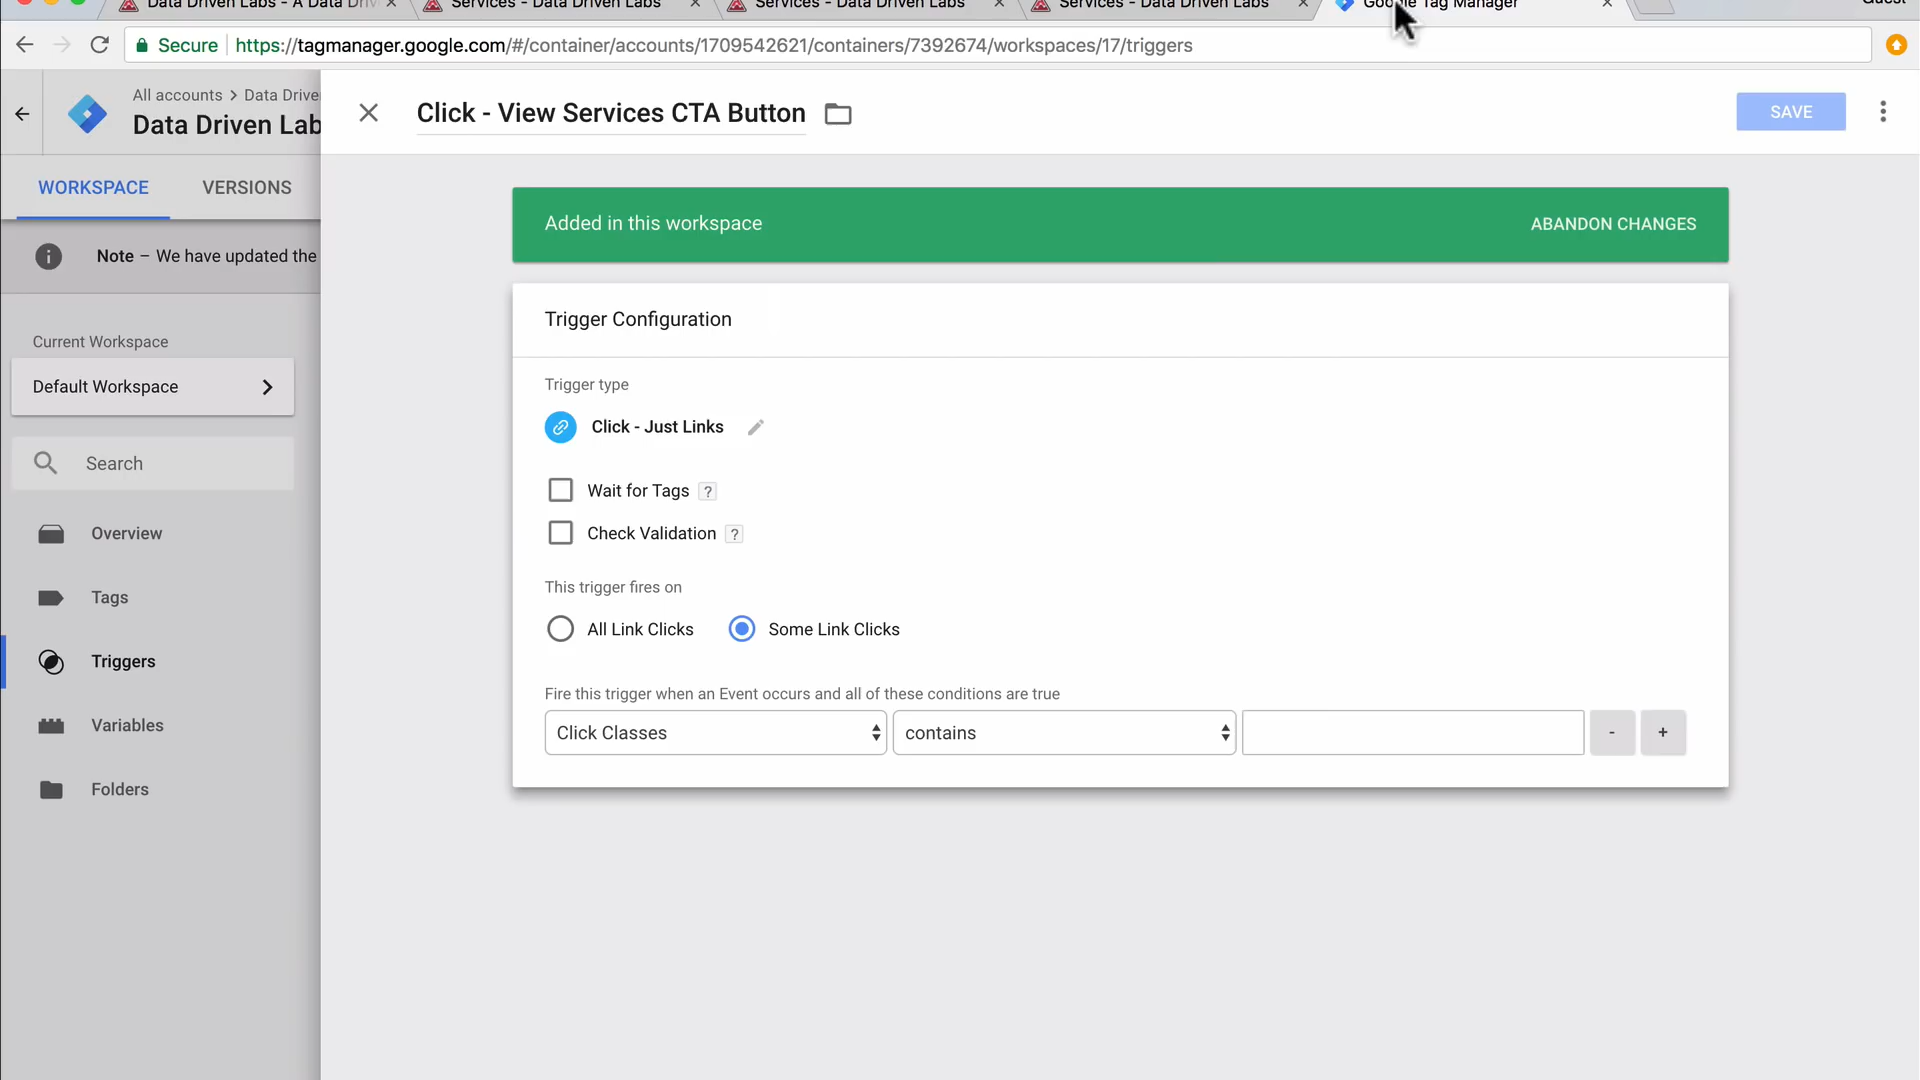 Data Driven Labs - A Data Driv
Services - Data Driven Labs
Services - Data Driven Labs
Services - Data Driven Labs
Google Tag Manager
Guest
Secure
https://tagmanager.google.com/#/container/accounts/1709542621/containers/7392674/workspaces/17/triggers
All accounts > Data Drive
Data Driven Lab
Click - View Services CTA Button
SAVE
WORKSPACE
VERSIONS
Added in this workspace
ABANDON CHANGES
Note – We have updated the
Trigger Configuration
Current Workspace
Default Workspace
Trigger type
Click - Just Links
Search
Wait for Tags ?
Check Validation ?
Overview
This trigger fires on
Tags
All Link Clicks
Some Link Clicks
Triggers
Fire this trigger when an Event occurs and all of these conditions are true
Variables
Click Classes
contains
-
+
Folders